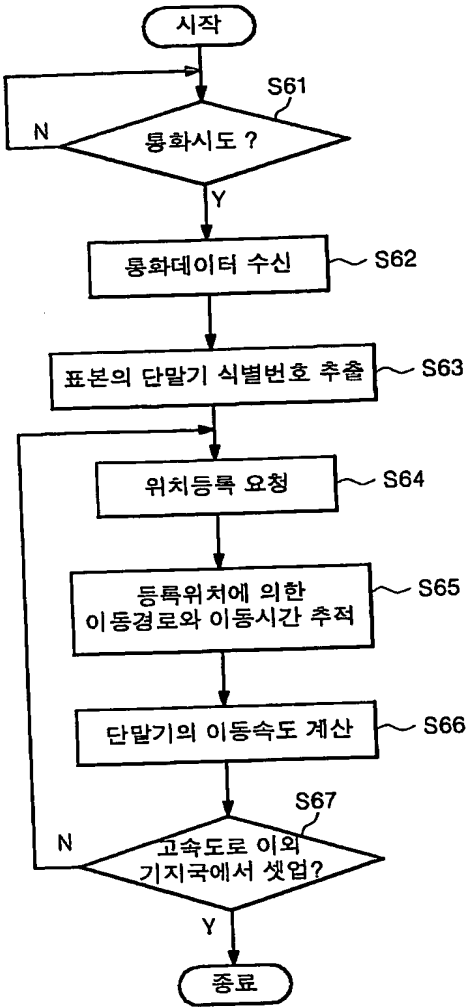 시작
S61
통화시도 ?
N
Y
통화데이터 수신
S62
표본의 단말기 식별번호 추출
S63
위치등록 요청
S64
등록위치에 의한
이동경로와 이동시간 추적
S65
단말기의 이동속도 계산
S66
S67
고속도로 이외
기지국에서 셋업?
N
Y
종료